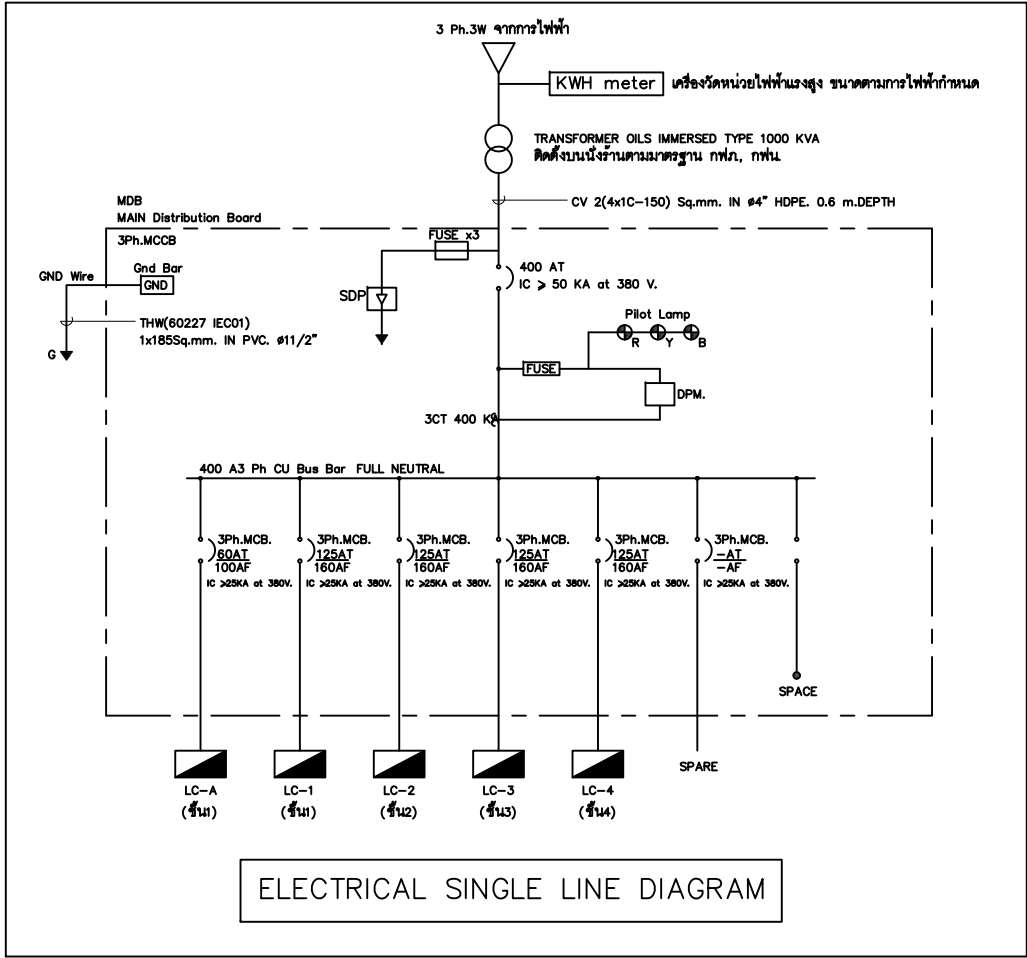 3 Ph.3W จากการไฟฟ้า
KWH meter เครื่องวัดหน่วยไฟฟ้าแรงสูง ขนาดตามการไฟฟ้ากำหนด
TRANSFORMER OILS IMMERSED TYPE 1000 KVA
ติดตั้งบนนั่งร้านตามมาตรฐาน กฟภ., กฟน.
CV 2(4x1C-150) Sq.mm. IN ø4" HDPE. 0.6 m.DEPTH
MDB
MAIN Distribution Board
3Ph.MCCB
FUSE x3
GND Wire
Gnd Bar
GND
SDP
400 AT
IC ≥ 50 KA at 380 V.
THW(60227 IEC01)
1x185Sq.mm. IN PVC. ø11/2"
G
Pilot Lamp
R Y B
FUSE
DPM.
3CT 400 KA
400 A3 Ph CU Bus Bar FULL NEUTRAL
3Ph.MCB.
60AT
100AF
IC ≥25KA at 380V.
3Ph.MCB.
125AT
160AF
IC ≥25KA at 380V.
3Ph.MCB.
125AT
160AF
IC ≥25KA at 380V.
3Ph.MCB.
125AT
160AF
IC ≥25KA at 380V.
3Ph.MCB.
125AT
160AF
IC ≥25KA at 380V.
3Ph.MCB.
-AT
-AF
IC ≥25KA at 380V.
SPACE
LC-A
(ชั้น1)
LC-1
(ชั้น1)
LC-2
(ชั้น2)
LC-3
(ชั้น3)
LC-4
(ชั้น4)
SPARE
ELECTRICAL SINGLE LINE DIAGRAM